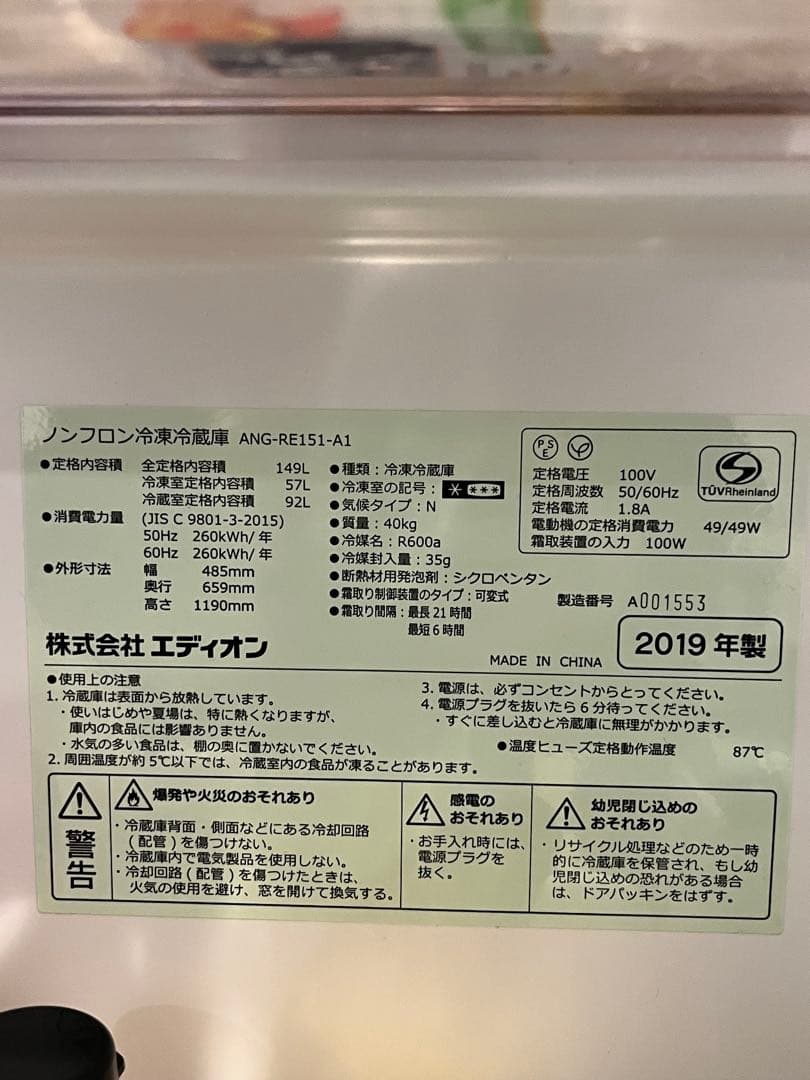 ノンフロン冷凍冷蔵庫 ANG-RE151-A1
●定格内容積 全定格内容積 149L
冷凍室定格内容積 57L
冷蔵室定格内容積 92L
●消費電力量 (JIS C 9801-3-2015)
50Hz 260kWh/年
60Hz 260kWh/年
●外形寸法 幅 485mm
奥行 659mm
高さ 1190mm
●種類：冷凍冷蔵庫
●冷凍室の記号：
●気候タイプ：N
●質量：40kg
●冷媒名：R600a
●冷媒封入量：35g
●断熱材用発泡剤：シクロペンタン
●霜取り制御装置のタイプ：可変式
●霜取り間隔：最長21時間
最短6時間
PSE
定格電圧 100V
定格周波数 50/60Hz
定格電流 1.8A
電動機の定格消費電力 49/49W
霜取装置の入力 100W
TÜVRheinland
製造番号 A001553
株式会社 エディオン
MADE IN CHINA
2019年製
●使用上の注意
1. 冷蔵庫は表面から放熱しています。
・使いはじめや夏場は、特に熱くなりますが、
庫内の食品には影響ありません。
・水気の多い食品は、棚の奥に置かないでください。
2. 周囲温度が約5℃以下では、冷蔵室内の食品が凍ることがあります。
3. 電源は、必ずコンセントからとってください。
4. 電源プラグを抜いたら6分待ってください。
・すぐに差し込むと冷蔵庫に無理がかかります。
●温度ヒューズ定格動作温度 87℃
警告
爆発や火災のおそれあり
・冷蔵庫背面・側面などにある冷却回路
(配管)を傷つけない。
・冷蔵庫内で電気製品を使用しない。
・冷却回路(配管)を傷つけたときは、
火気の使用を避け、窓を開けて換気する。
感電の
おそれあり
・お手入れ時には、
電源プラグを
抜く。
幼児閉じ込めの
おそれあり
・リサイクル処理などのため一時
的に冷蔵庫を保管され、もし幼
児閉じ込めの恐れがある場合
は、ドアパッキンをはずす。